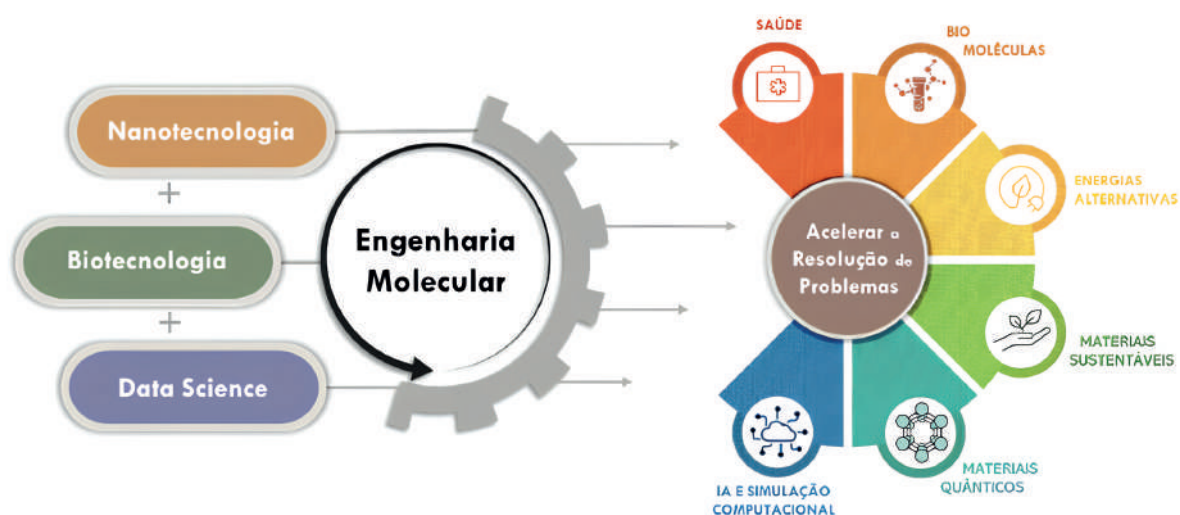 Nanotecnologia
+
Biotecnologia
+
Data Science
Engenharia
Molecular
Acelerar a
Resolução de
Problemas
SAÚDE
BIO
MOLÉCULAS
ENERGIAS
ALTERNATIVAS
MATERIAIS
SUSTENTÁVEIS
MATERIAIS
QUÂNTICOS
IA E SIMULAÇÃO
COMPUTACIONAL